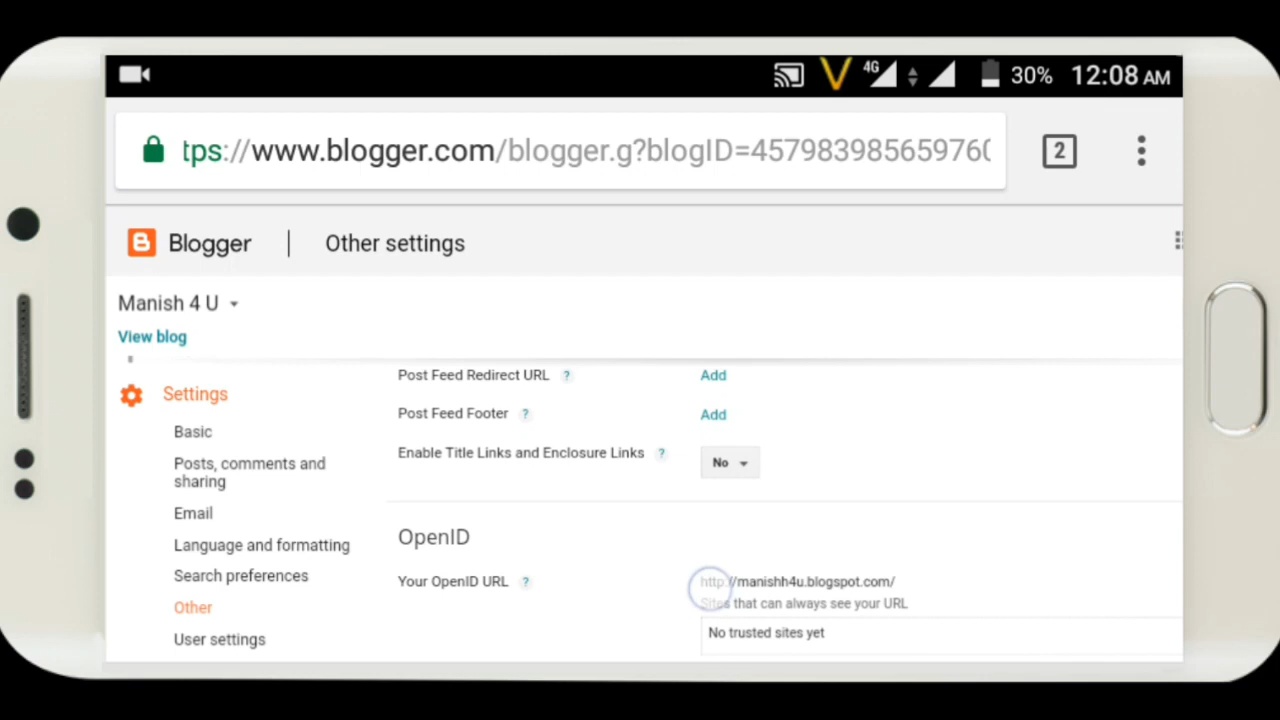 4G 30% 12:08 AM
tps://www.blogger.com/blogger.g?blogID=457983985659760
2
Blogger | Other settings
Manish 4 U
View blog
Post Feed Redirect URL ? Add
Settings
Post Feed Footer ? Add
Basic
Enable Title Links and Enclosure Links ? No
Posts, comments and
sharing
Email
Language and formatting
Search preferences
Other
User settings
OpenID
Your OpenID URL ? http://manishh4u.blogspot.com/
Sites that can always see your URL
No trusted sites yet